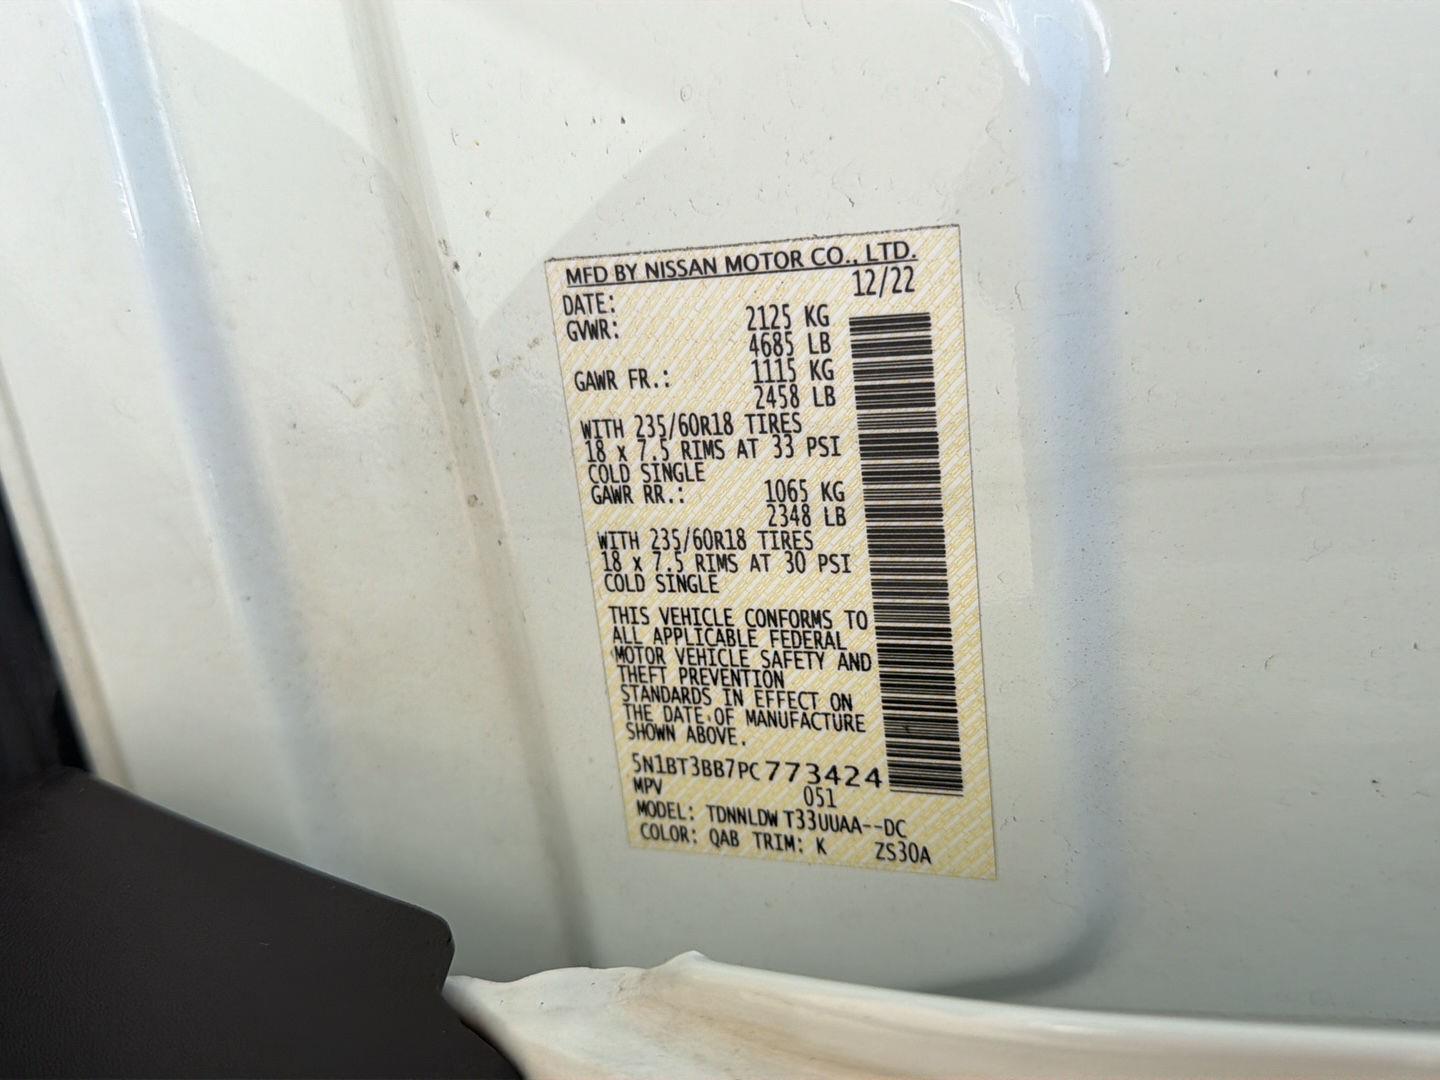 MFD BY NISSAN MOTOR CO., LTD.
DATE: 12/22
GVWR: 2125 KG
4685 LB
GAWR FR.: 1115 KG
2458 LB
WITH 235/60R18 TIRES
18 x 7.5 RIMS AT 33 PSI
COLD SINGLE
GAWR RR.: 1065 KG
2348 LB
WITH 235/60R18 TIRES
18 x 7.5 RIMS AT 30 PSI
COLD SINGLE
THIS VEHICLE CONFORMS TO
ALL APPLICABLE FEDERAL
MOTOR VEHICLE SAFETY AND
THEFT PREVENTION
STANDARDS IN EFFECT ON
THE DATE OF MANUFACTURE
SHOWN ABOVE.
5N1BT3BB7PC773424
MPV 051
MODEL: TDNNLDW T33UUAA--DC
COLOR: QAB TRIM: K ZS30A